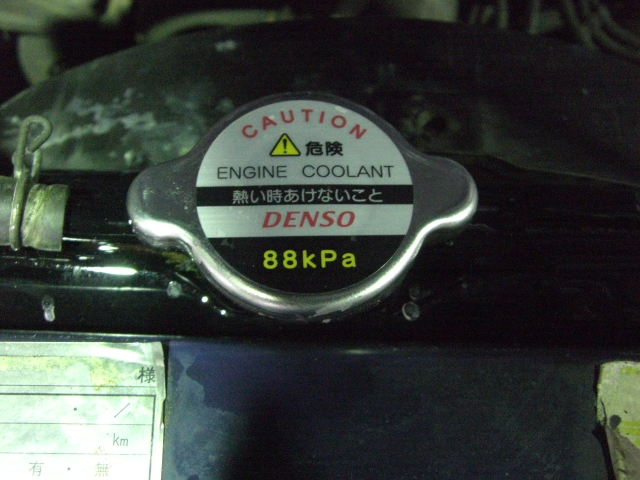 CAUTION
危険
ENGINE COOLANT
熱い時あけないこと
DENSO
88kPa
様
・ ／
km
有 ・ 無